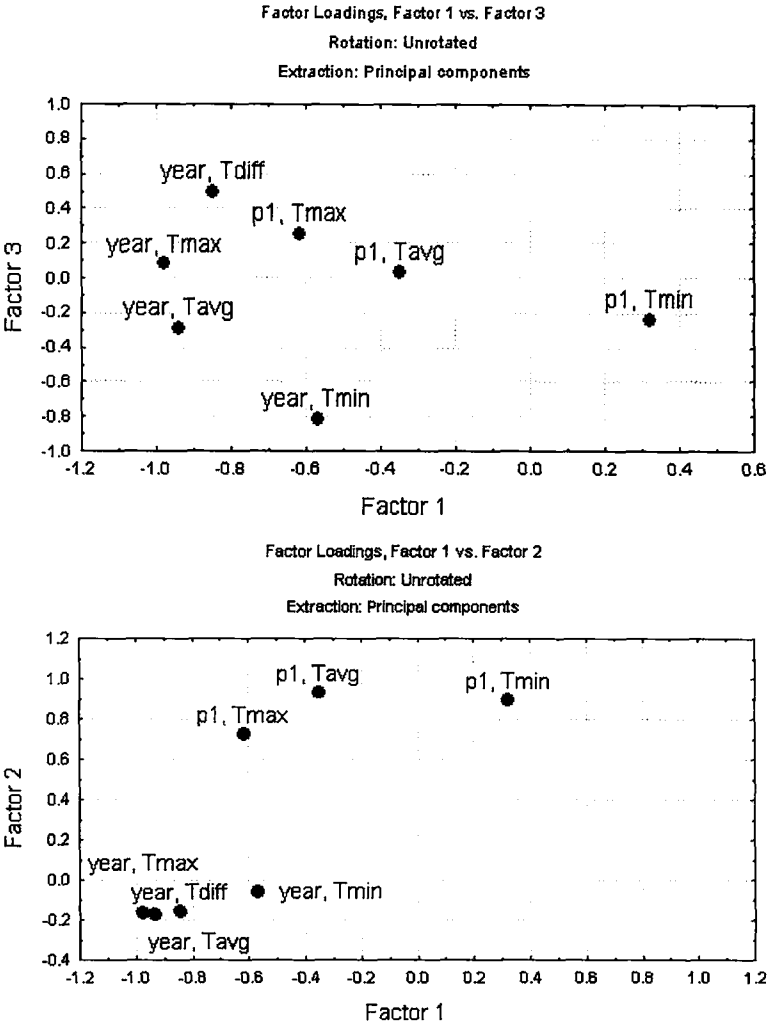 Factor Loadings, Factor 1 vs. Factor 3
Rotation: Unrotated
Extraction: Principal components
1.0
0.8
0.6
0.4
0.2
0.0
-0.2
-0.4
-0.6
-0.8
-1.0
Factor 3
year, Tdiff
p1, Tmax
year, Tmax
p1, Tavg
year, Tavg
p1, Tmin
year, Tmin
-1.2 -1.0 -0.8 -0.6 -0.4 -0.2 0.0 0.2 0.4 0.6
Factor 1
Factor Loadings, Factor 1 vs. Factor 2
Rotation: Unrotated
Extraction: Principal components
1.2
1.0
0.8
0.6
0.4
0.2
0.0
-0.2
-0.4
Factor 2
p1, Tavg
p1, Tmin
p1, Tmax
year, Tmax
year, Tdiff
year, Tmin
year, Tavg
-1.2 -1.0 -0.8 -0.6 -0.4 -0.2 0.0 0.2 0.4 0.6 0.8 1.0 1.2
Factor 1